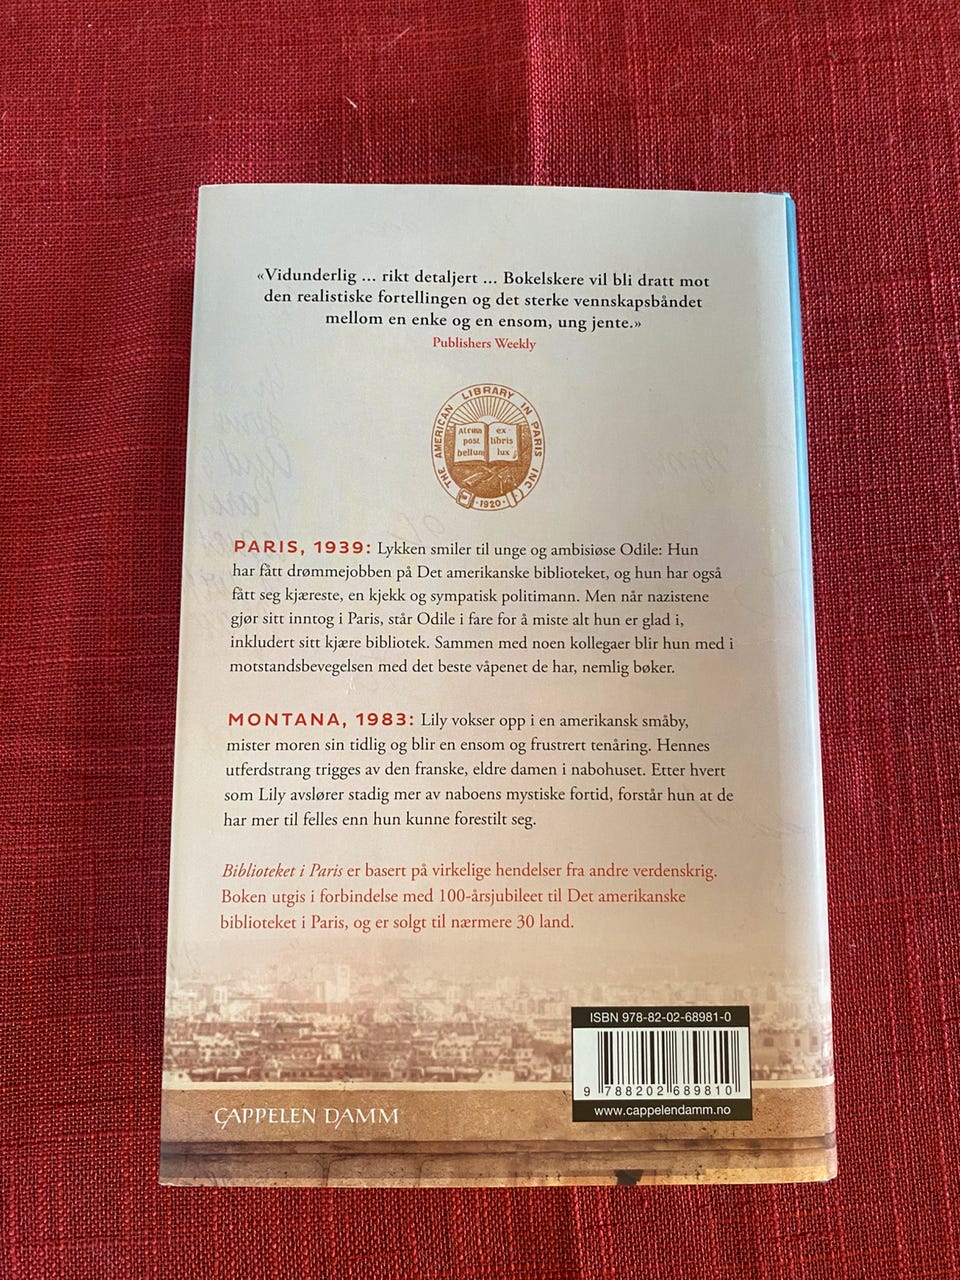 «Vidunderlig ... rikt detaljert ... Bokelskere vil bli dratt mot
den realistiske fortellingen og det sterke vennskapsbåndet
mellom en enke og en ensom, ung jente.»
Publishers Weekly
THE AMERICAN LIBRARY IN PARIS INC
Atrum ex
post libris
bellum lux
1920
PARIS, 1939: Lykken smiler til unge og ambisiøse Odile: Hun
har fått drømmejobben på Det amerikanske biblioteket, og hun har også
fått seg kjæreste, en kjekk og sympatisk politimann. Men når nazistene
gjør sitt inntog i Paris, står Odile i fare for å miste alt hun er glad i,
inkludert sitt kjære bibliotek. Sammen med noen kollegaer blir hun med i
motstandsbevegelsen med det beste våpenet de har, nemlig bøker.
MONTANA, 1983: Lily vokser opp i en amerikansk småby,
mister moren sin tidlig og blir en ensom og frustrert tenåring. Hennes
utferdstrang trigges av den franske, eldre damen i nabohuset. Etter hvert
som Lily avslører stadig mer av naboens mystiske fortid, forstår hun at de
har mer til felles enn hun kunne forestilt seg.
Biblioteket i Paris er basert på virkelige hendelser fra andre verdenskrig.
Boken utgis i forbindelse med 100-årsjubileet til Det amerikanske
biblioteket i Paris, og er solgt til nærmere 30 land.
ISBN 978-82-02-68981-0
9 788202 689810
www.cappelendamm.no
CAPPELEN DAMM